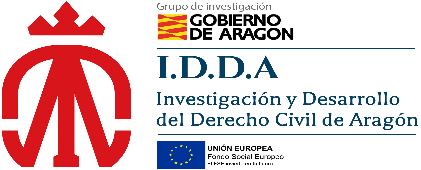 Grupo de investigación
GOBIERNO
DE ARAGON
I.D.D.A
Investigación y Desarrollo
del Derecho Civil de Aragón
UNIÓN EUROPEA
Fondo Social Europeo